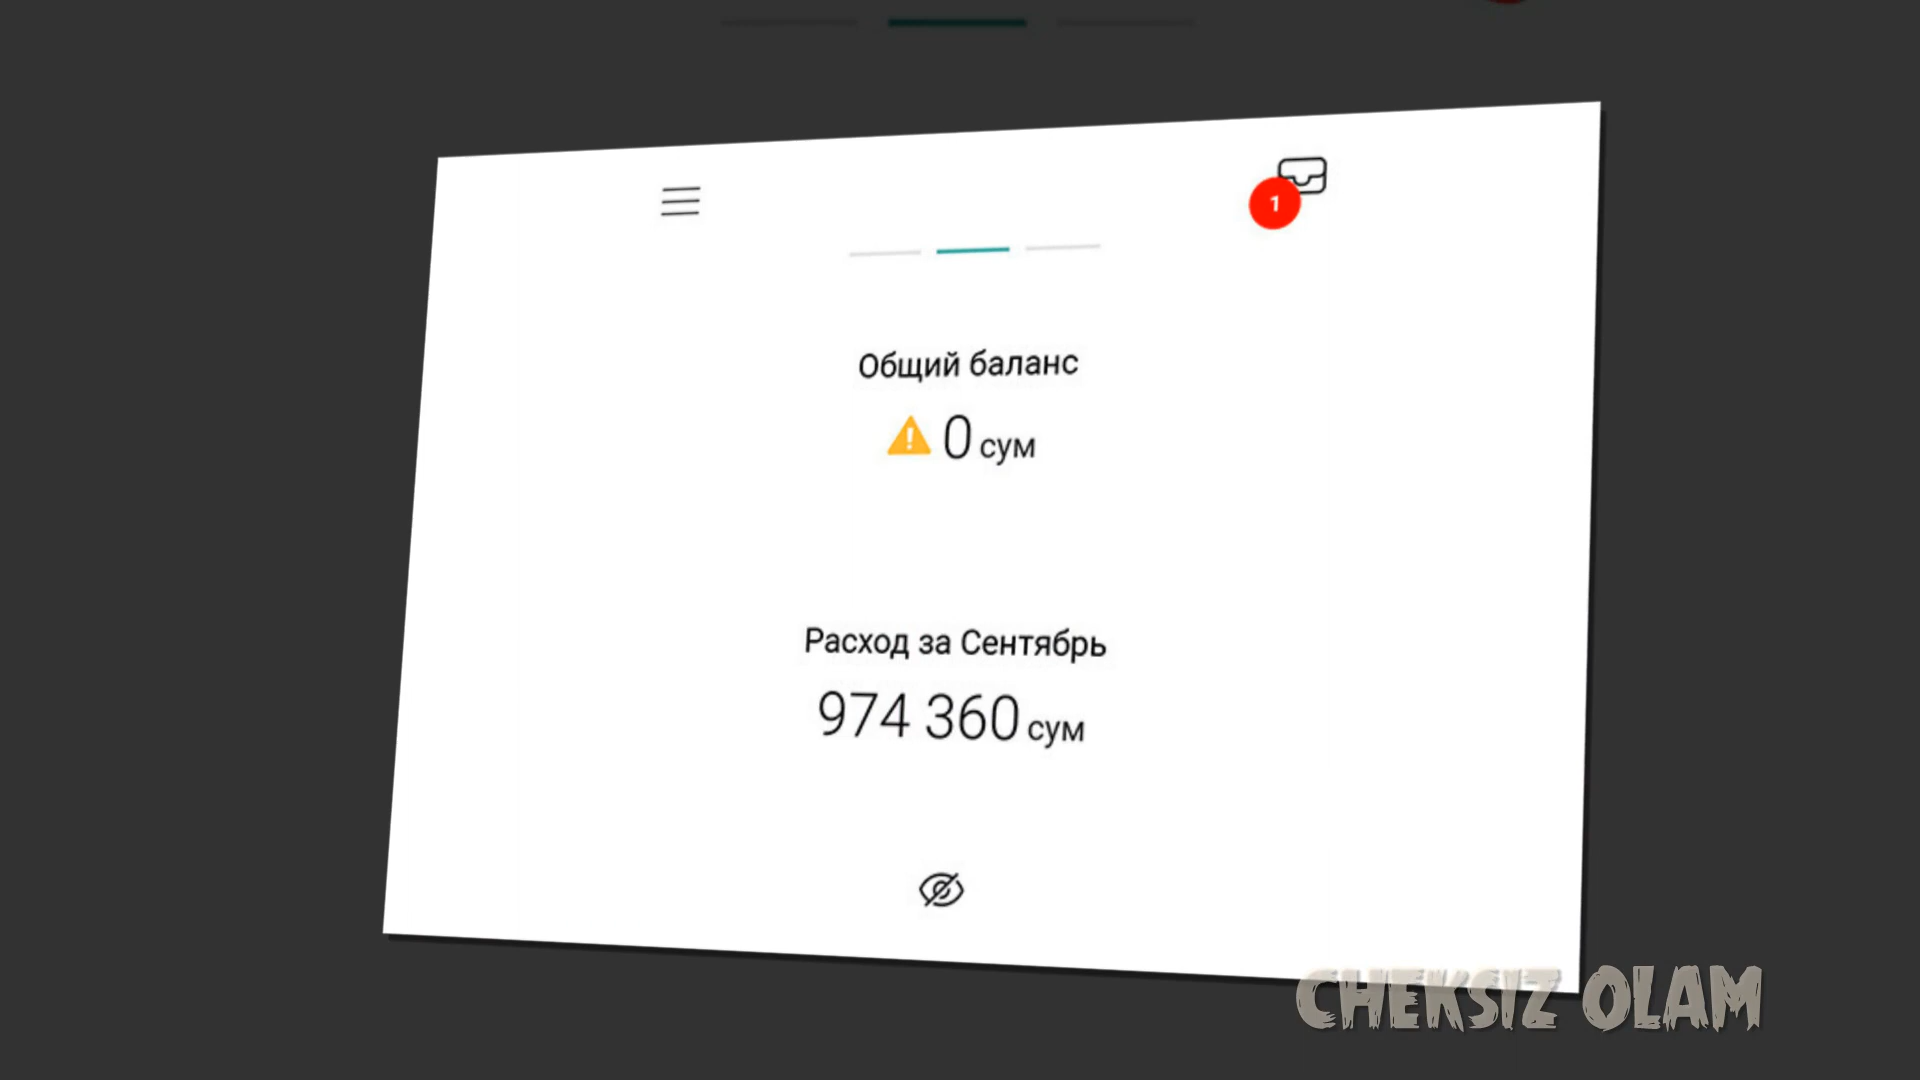 1
Общий баланс
0 сум
Расход за Сентябрь
974 360 сум
CHEKSIZ OLAM